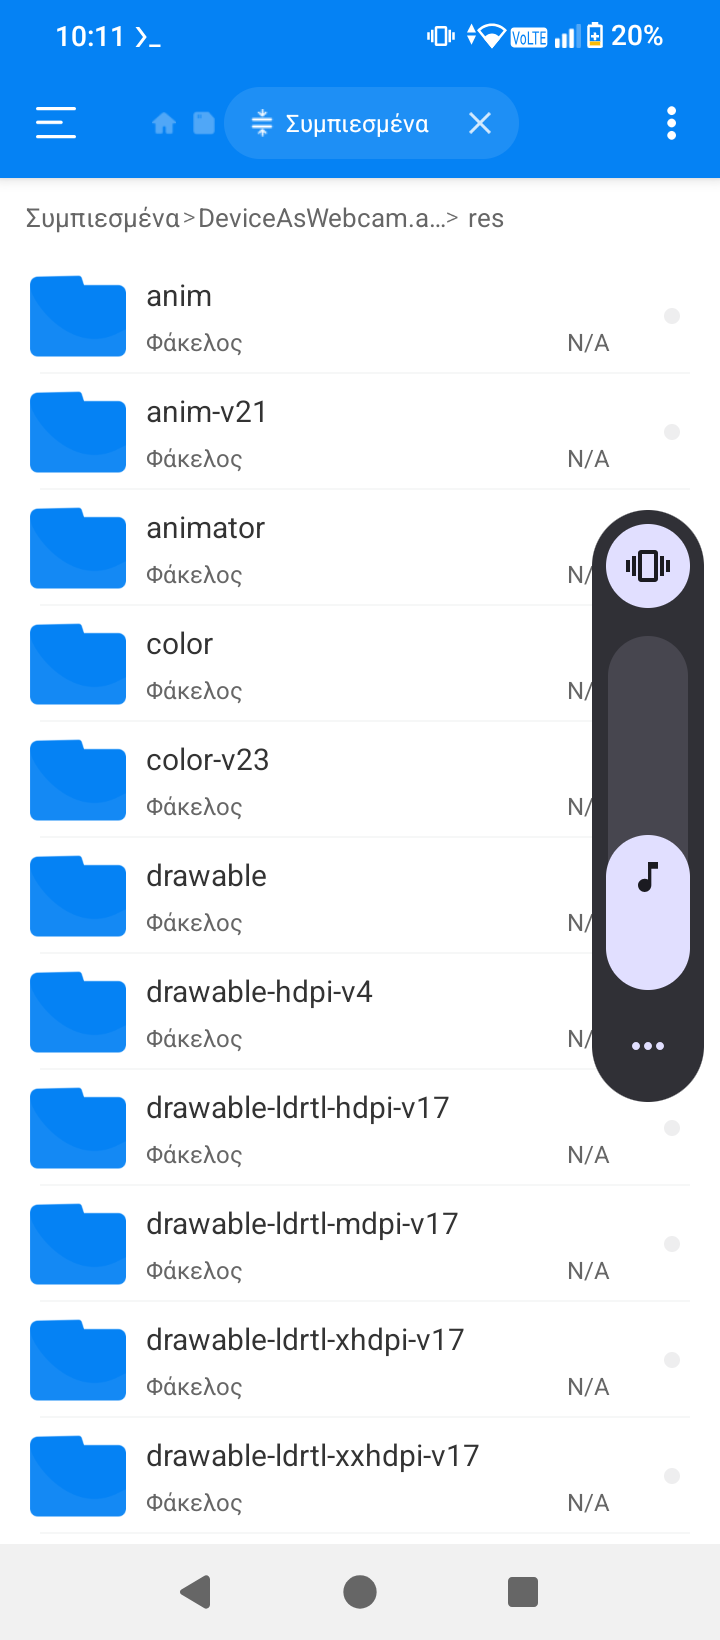 10:11
VoLTE
20%
Συμπιεσμένα
Συμπιεσμένα > DeviceAsWebcam.a... > res
anim
Φάκελος N/A
anim-v21
Φάκελος N/A
animator
Φάκελος N/
color
Φάκελος N/
color-v23
Φάκελος N/
drawable
Φάκελος N/
drawable-hdpi-v4
Φάκελος N/
drawable-ldrtl-hdpi-v17
Φάκελος N/A
drawable-ldrtl-mdpi-v17
Φάκελος N/A
drawable-ldrtl-xhdpi-v17
Φάκελος N/A
drawable-ldrtl-xxhdpi-v17
Φάκελος N/A